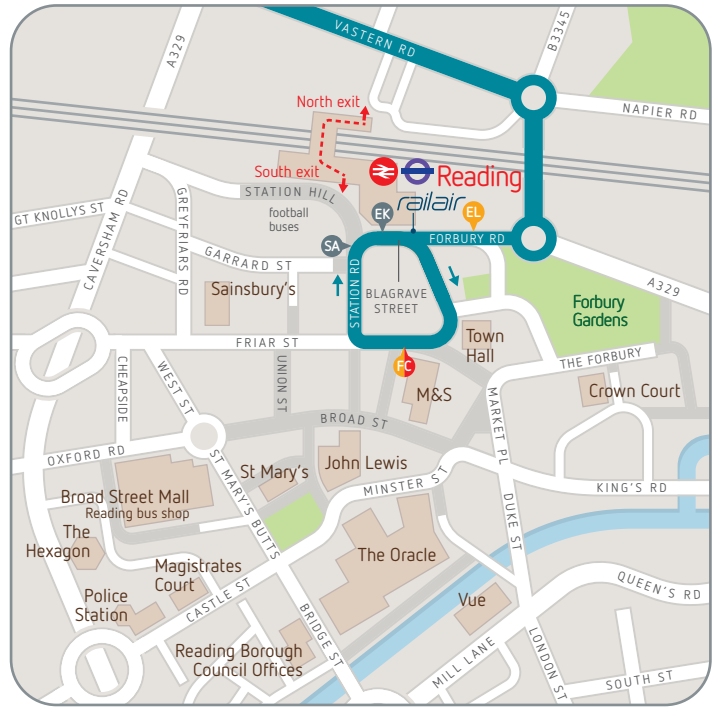 VASTERN RD
A329
B3345
NAPIER RD
North exit
South exit
Reading
railair
STATION HILL
football
buses
EK
EL
SA
FORBURY RD
GT KNOLLYS ST
CAVERSHAM RD
GREYFRIARS RD
GARRARD ST
Sainsbury's
STATION RD
BLAGRAVE
STREET
A329
Forbury
Gardens
FRIAR ST
Town
Hall
THE FORBURY
FC
M&S
Crown Court
CHEAPSIDE
WEST ST
UNION ST
MARKET PL
BROAD ST
OXFORD RD
ST MARY'S BUTTS
St Mary's
John Lewis
MINSTER ST
KING'S RD
Broad Street Mall
Reading bus shop
DUKE ST
The
Hexagon
The Oracle
Magistrates
Court
QUEEN'S RD
Police
Station
CASTLE ST
Vue
BRIDGE ST
Reading Borough
Council Offices
MILL LANE
LONDON ST
SOUTH ST